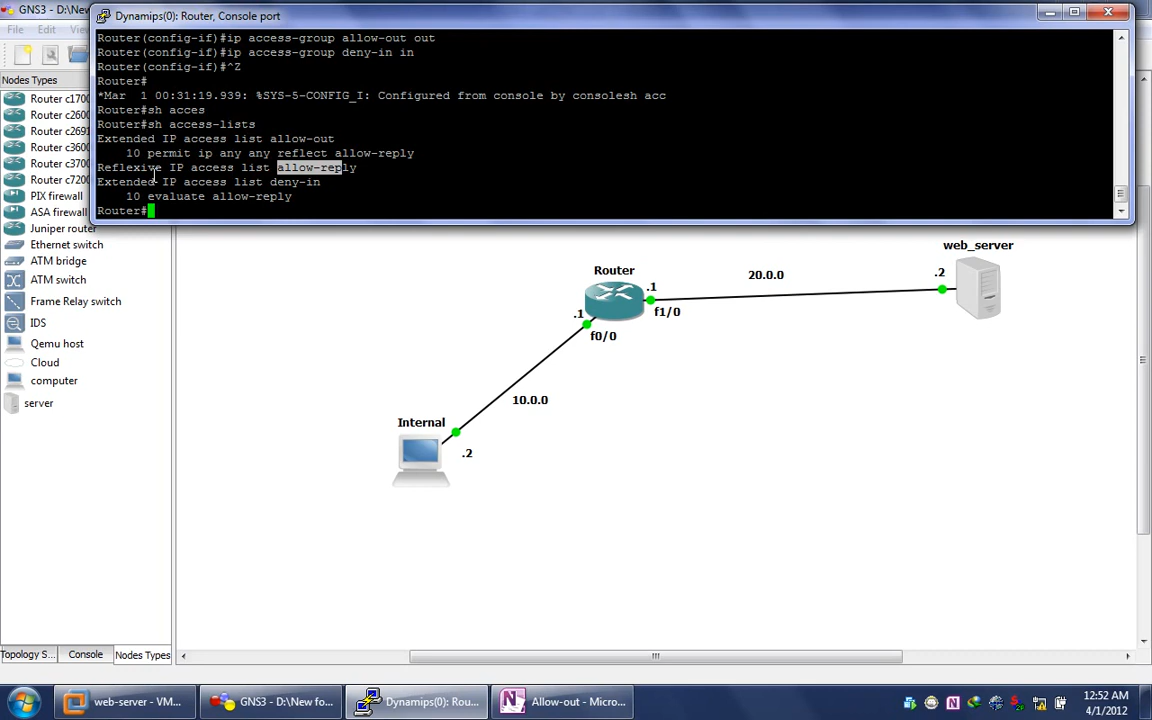 GNS3 - D:\New
Dynamips(0): Router, Console port
File
Edit
Router(config-if)#ip access-group allow-out out
Router(config-if)#ip access-group deny-in in
Router(config-if)#^Z
Router#
*Mar  1 00:31:19.939: %SYS-5-CONFIG_I: Configured from console by consolesh acc
Router#sh acces
Router#sh access-lists
Extended IP access list allow-out
10 permit ip any any reflect allow-reply
Reflexive IP access list allow-reply
Extended IP access list deny-in
10 evaluate allow-reply
Router#
Nodes Types
Router c1700
Router c2600
Router c2691
Router c3600
Router c3700
Router c7200
PIX firewall
ASA firewall
Juniper router
Ethernet switch
ATM bridge
ATM switch
Frame Relay switch
IDS
Qemu host
Cloud
computer
server
web_server
Router
20.0.0
.2
.1
.1
f1/0
f0/0
10.0.0
Internal
.2
Topology S...
Console
Nodes Types
web-server - VM...
GNS3 - D:\New fo...
Dynamips(0): Rou...
Allow-out - Micro...
12:52 AM
4/1/2012